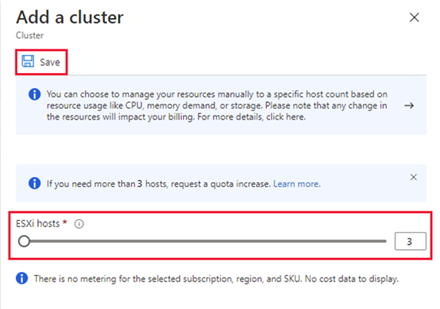 Add a cluster
Cluster
Save
You can choose to manage your resources manually to a specific host count based on
resource usage like CPU, memory demand, or storage. Please note that any change in
the resources will impact your billing. For more details, click here.
If you need more than 3 hosts, request a quota increase. Learn more.
ESXi hosts *
3
There is no metering for the selected subscription, region, and SKU. No cost data to display.